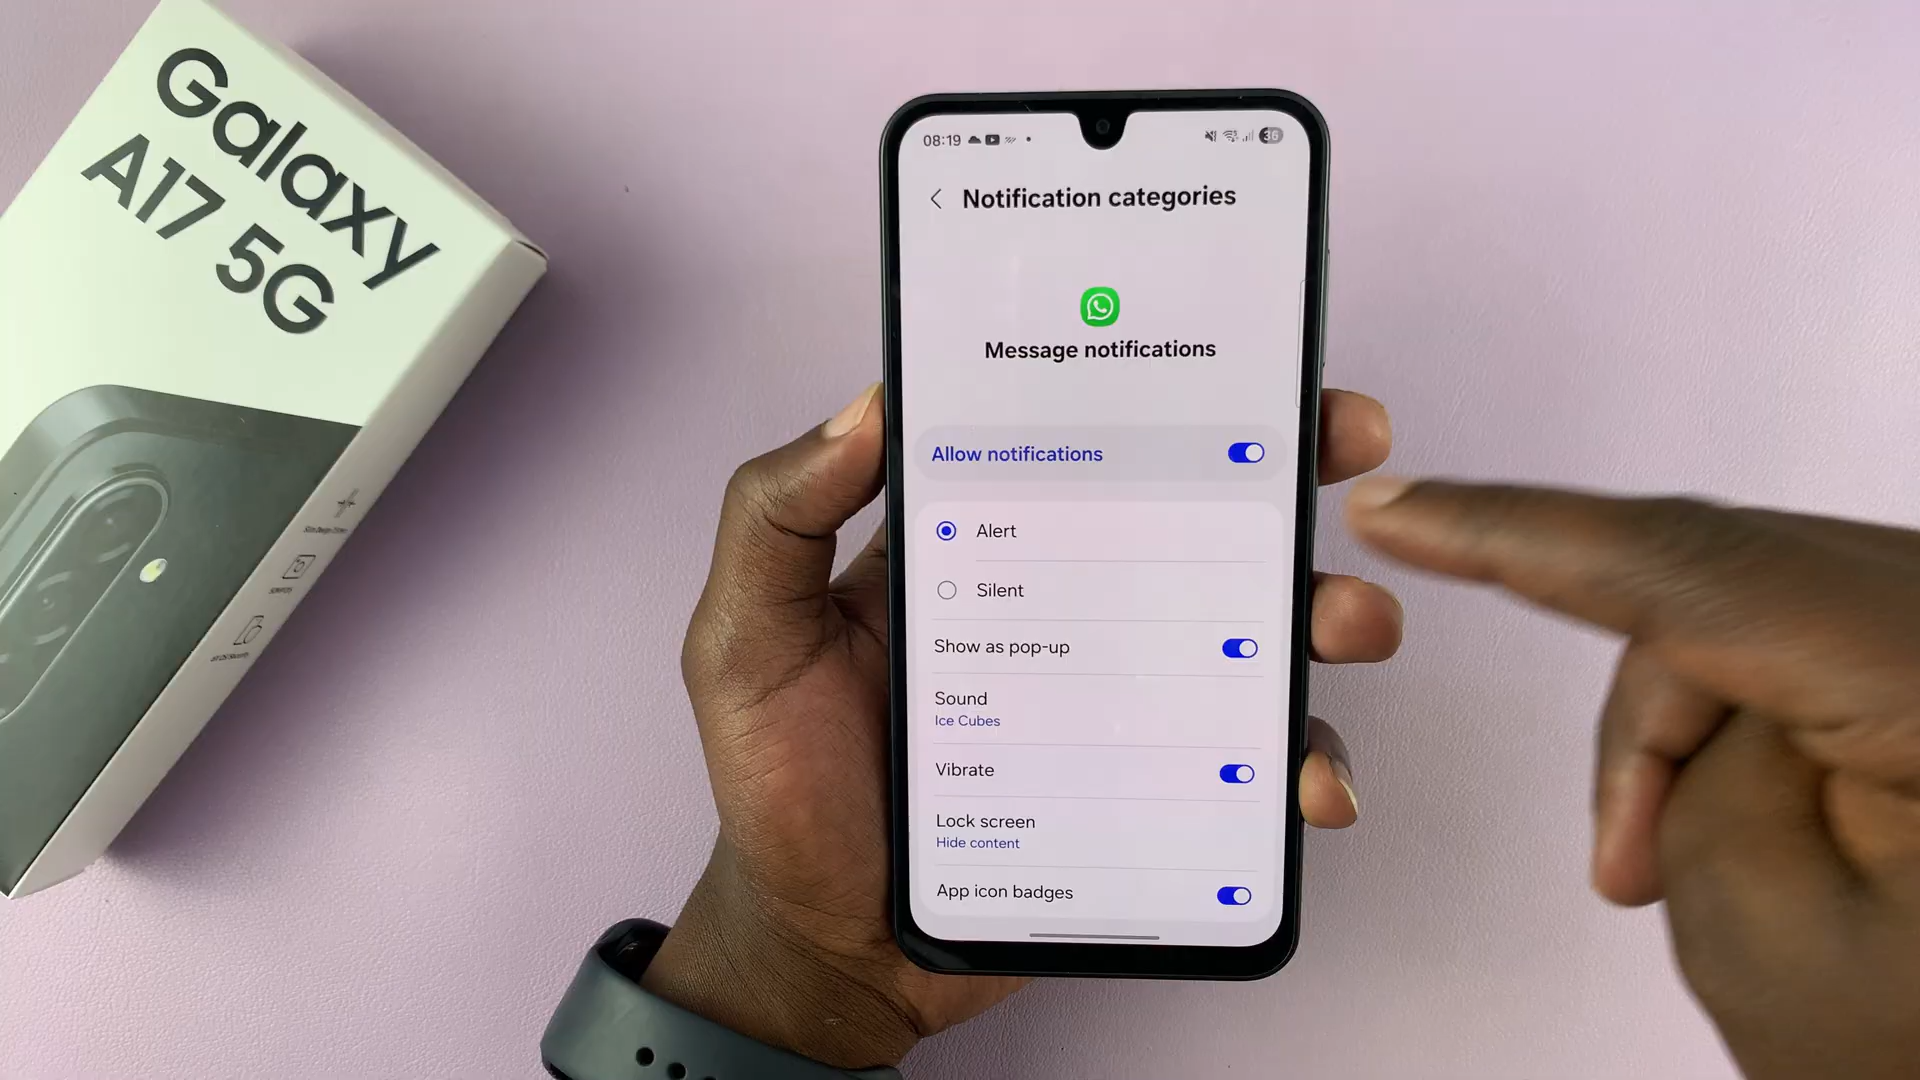 Galaxy
A17 5G
08:19
36
Notification categories
Message notifications
Allow notifications
Alert
Silent
Show as pop-up
Sound
Ice Cubes
Vibrate
Lock screen
Hide content
App icon badges